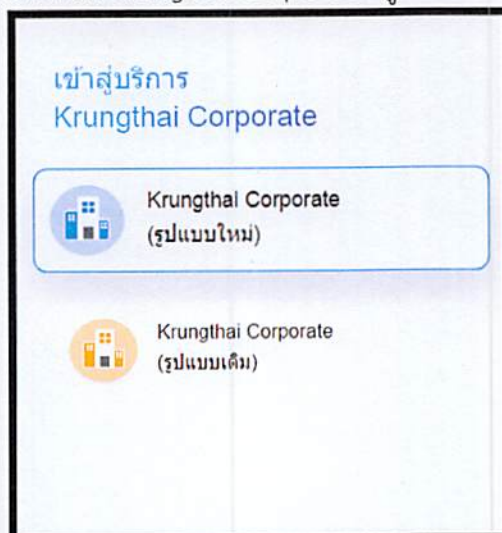 เข้าสู่บริการ
Krungthai Corporate
Krungthai Corporate
(รูปแบบใหม่)
Krungthai Corporate
(รูปแบบเดิม)